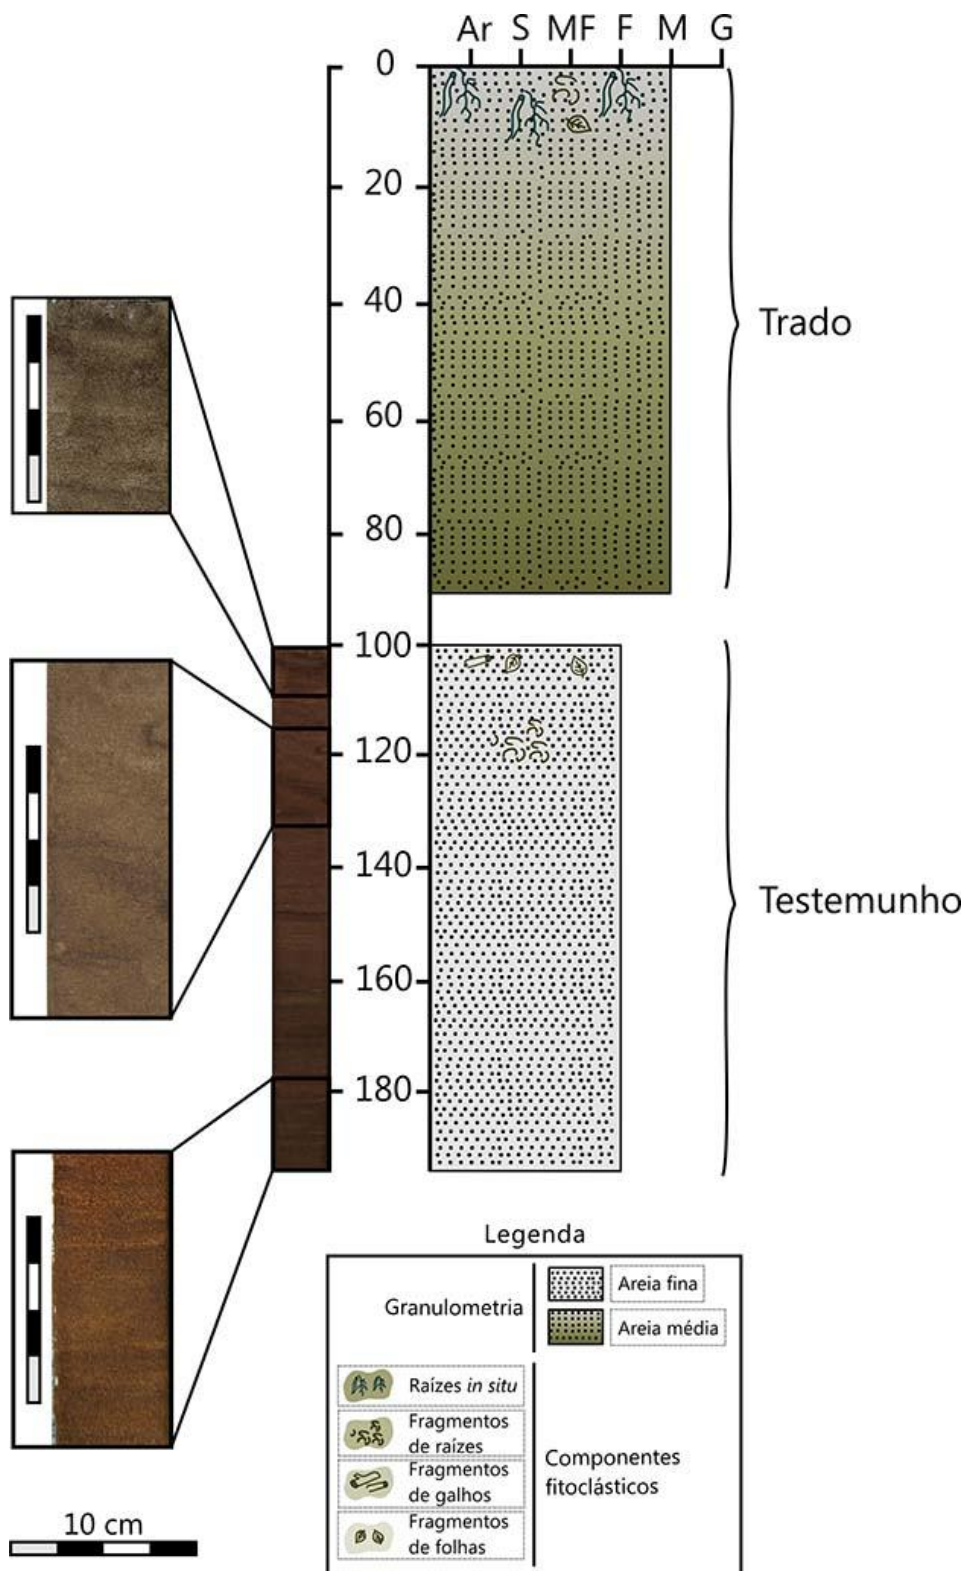 Ar S MF F M G
0
20
40
60
80
100
120
140
160
180
Trado
Testemunho
Legenda
Granulometria
Areia fina
Areia média
Raízes in situ
Fragmentos
de raízes
Fragmentos
de galhos
Fragmentos
de folhas
Componentes
fitoclásticos
10 cm